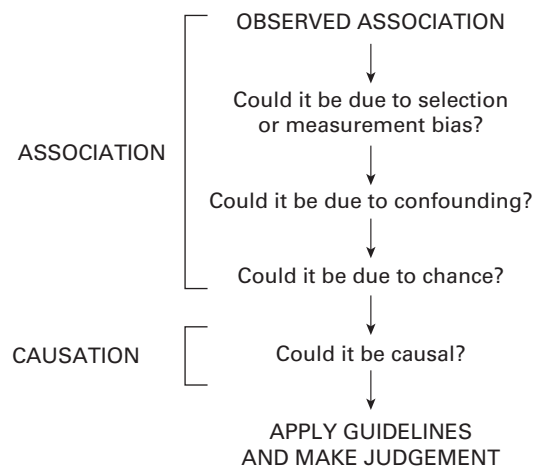 OBSERVED ASSOCIATION
Could it be due to selection
or measurement bias?
ASSOCIATION
Could it be due to confounding?
Could it be due to chance?
CAUSATION
Could it be causal?
APPLY GUIDELINES
AND MAKE JUDGEMENT